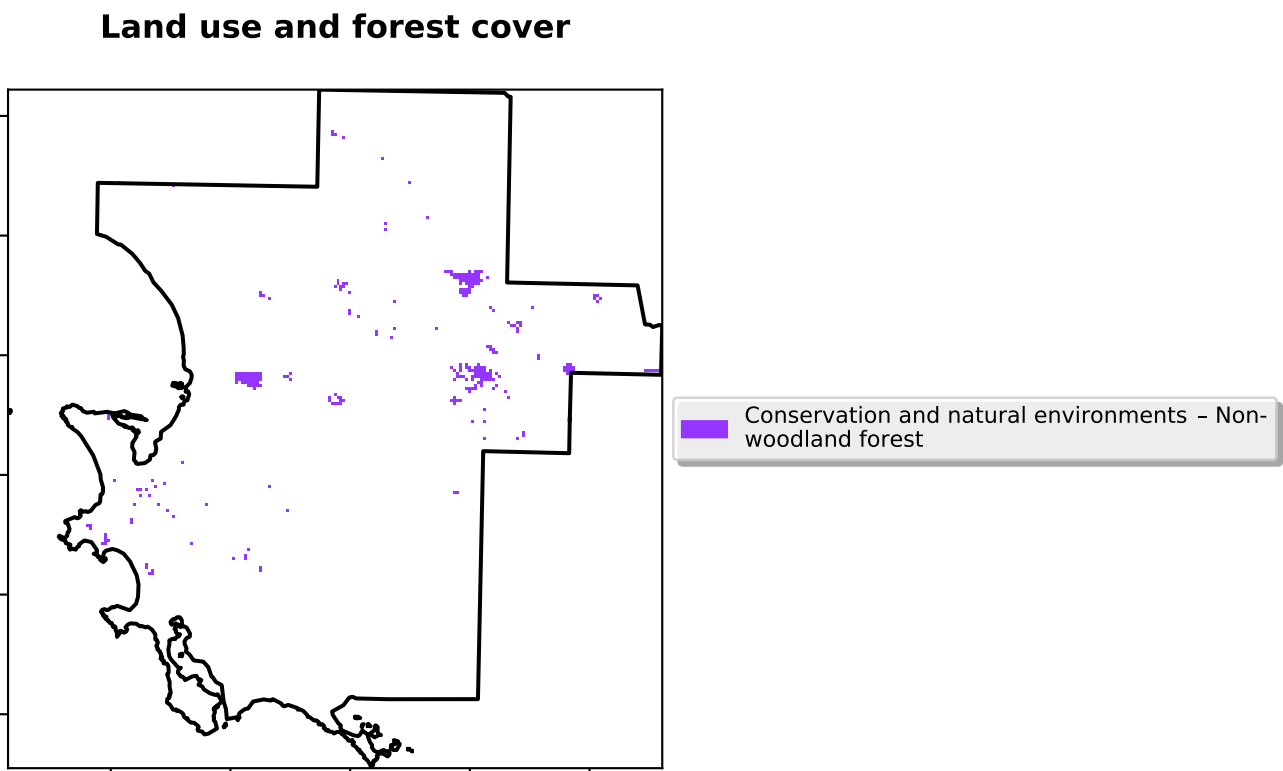 Land use and forest cover
Conservation and natural environments – Non-
woodland forest